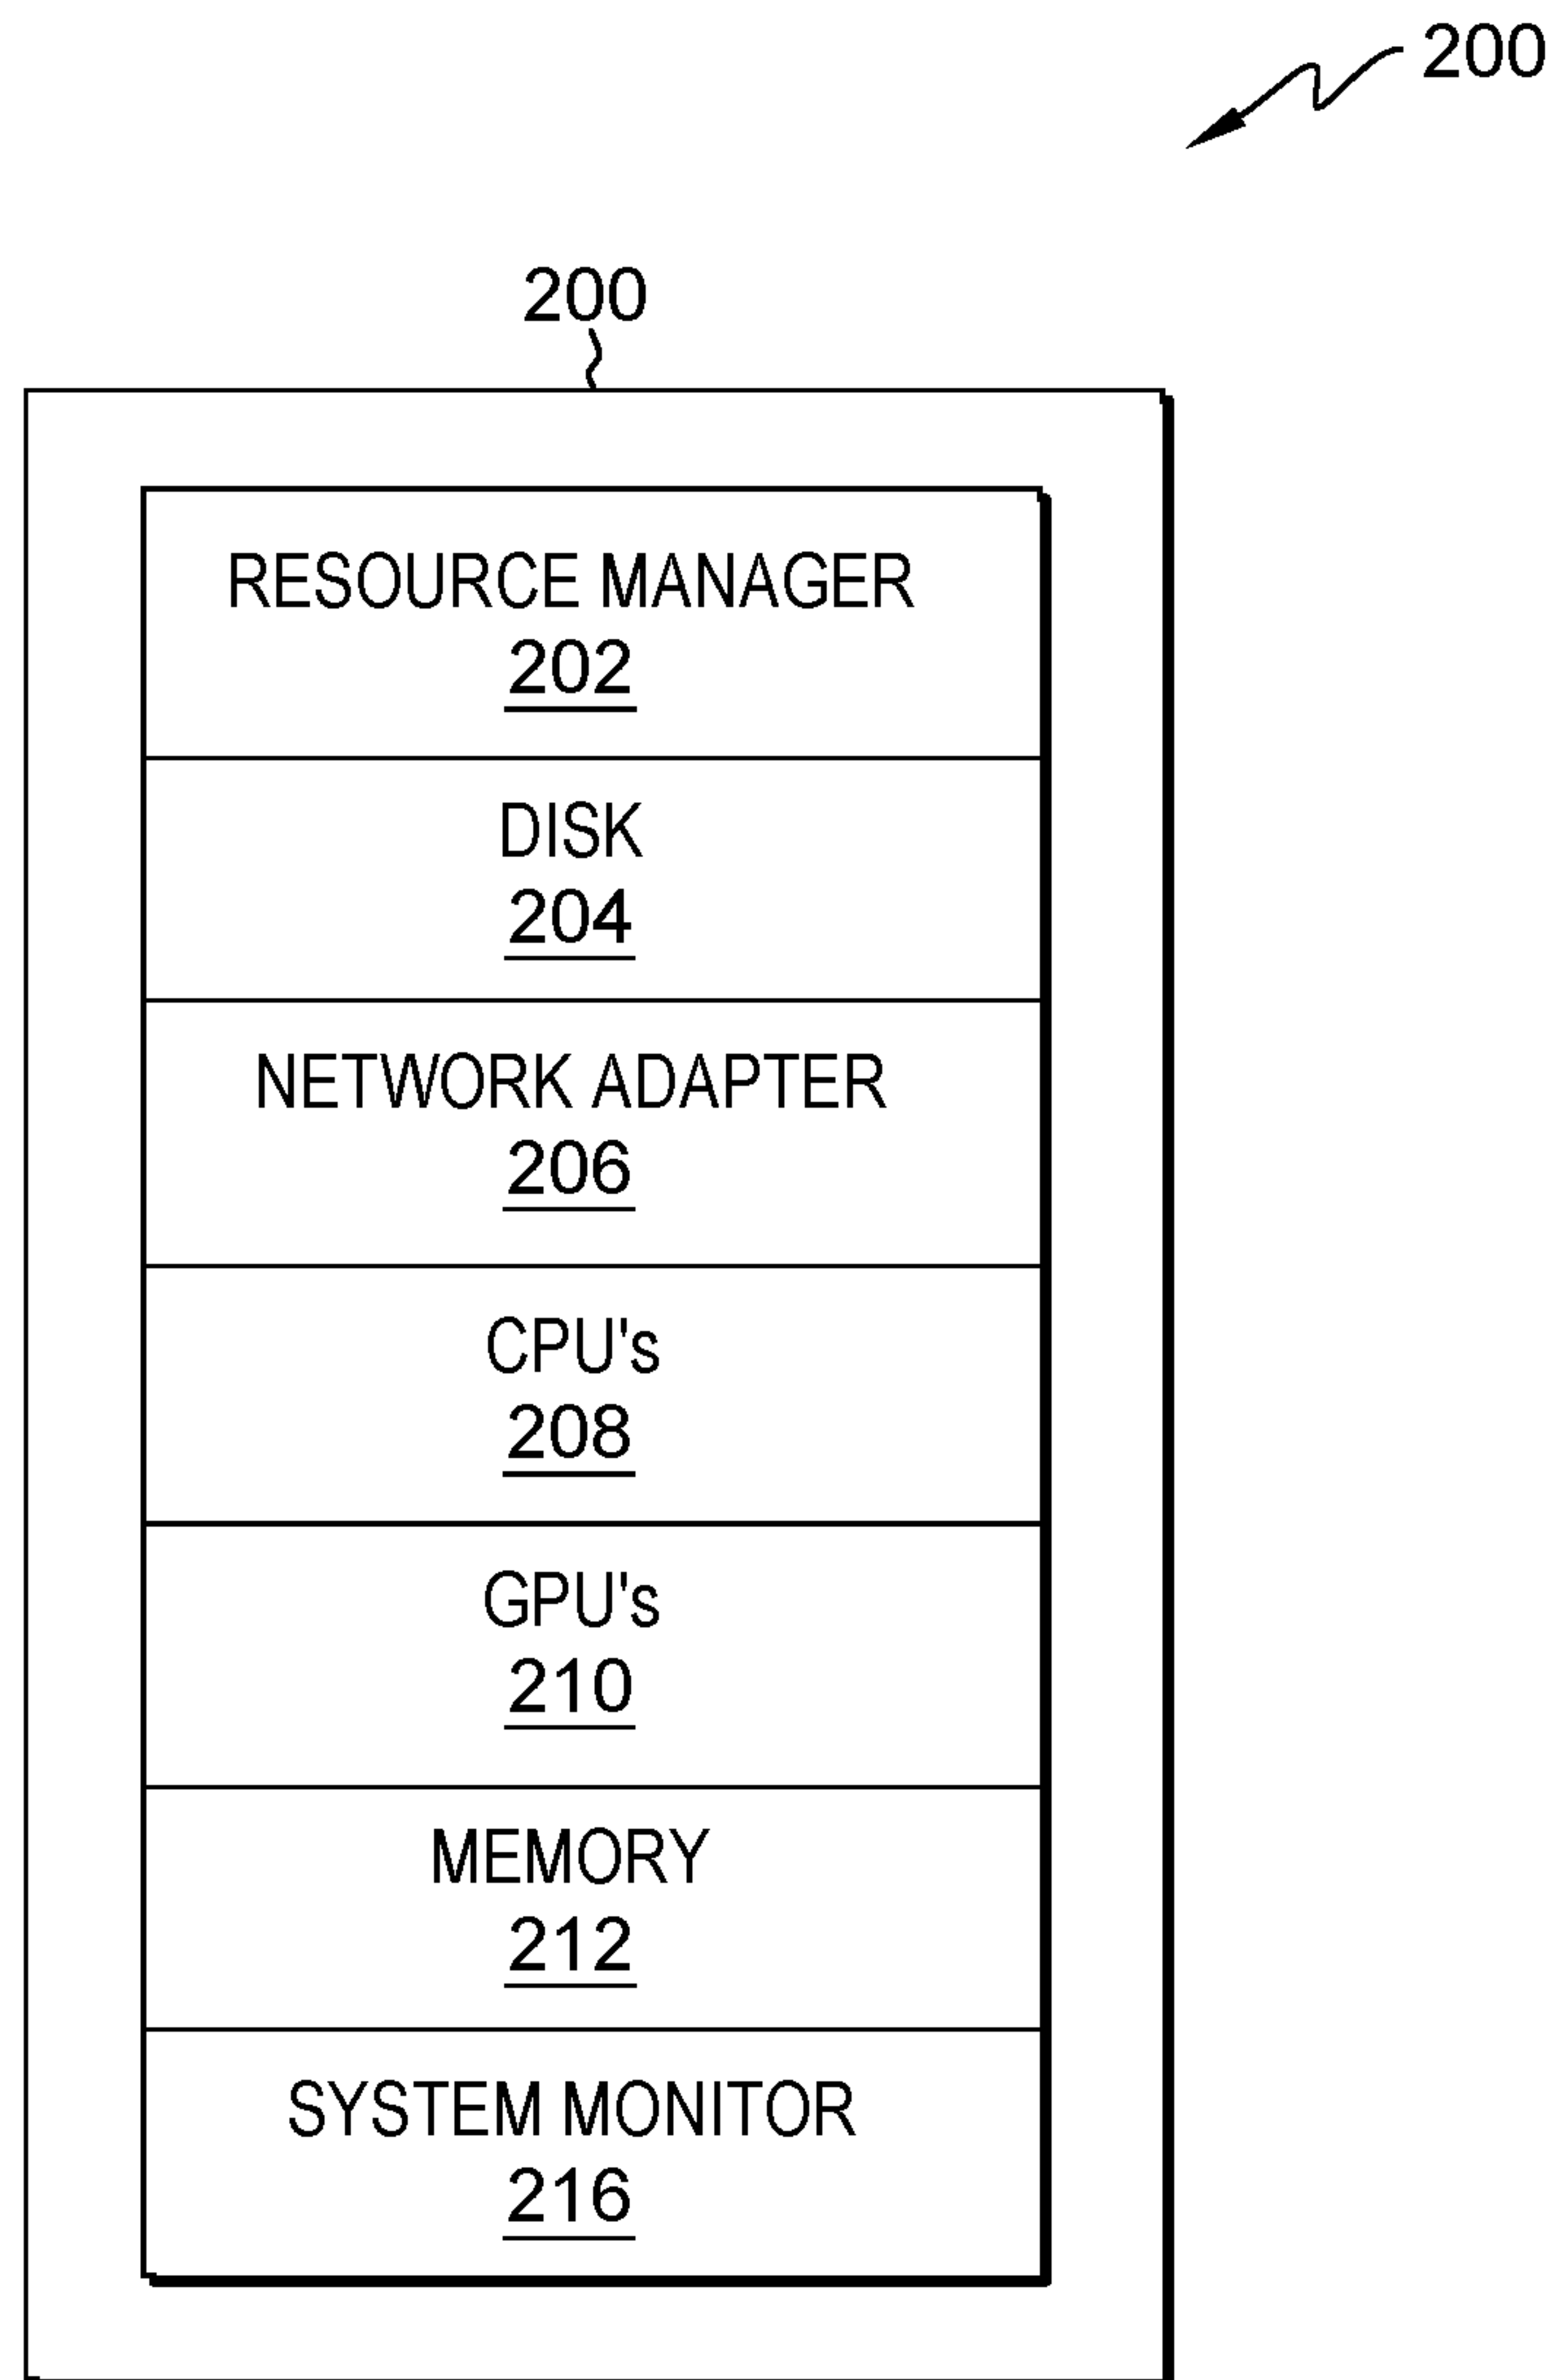 200
200
RESOURCE MANAGER
202
DISK
204
NETWORK ADAPTER
206
CPU's
208
GPU's
210
MEMORY
212
SYSTEM MONITOR
216